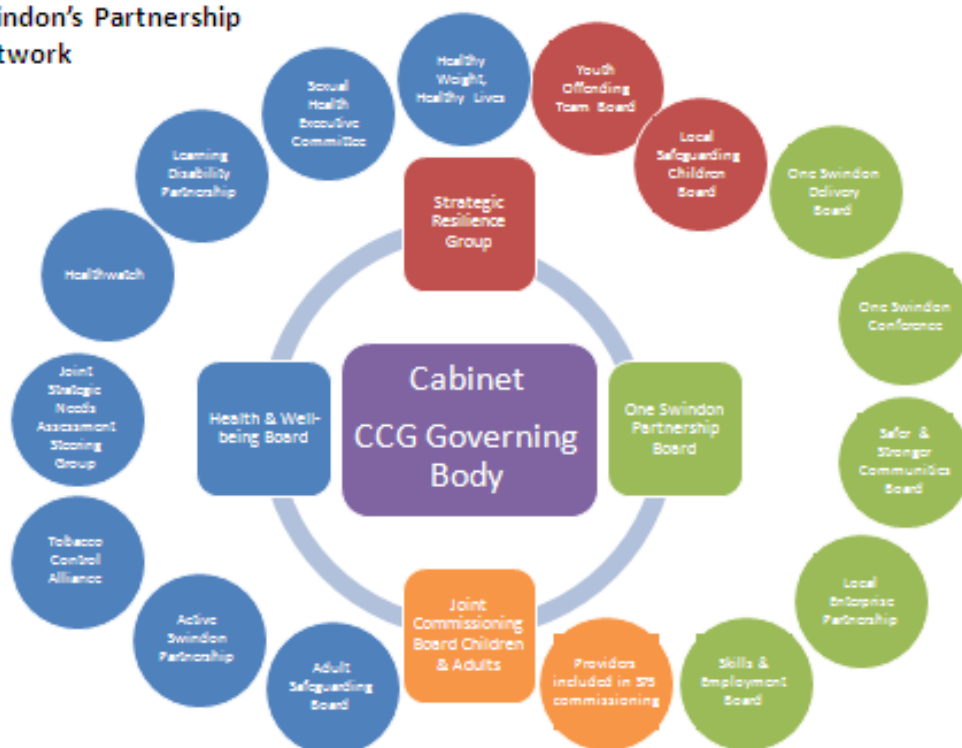 indon's Partnership
twork
Healthy
Weight,
Healthy Lives
Youth
Offending
Team Board
Sexual
Health
Executive
Committee
Local
Safeguarding
Children
Board
Learning
Disability
Partnership
One Swindon
Delivery
Board
Strategic
Resilience
Group
Healthwatch
One Swindon
Conference
Joint
Strategic
Needs
Assessment
Steering
Group
Health & Well-
being Board
Cabinet
CCG Governing
Body
One Swindon
Partnership
Board
Safer &
Stronger
Communities
Board
Tobacco
Control
Alliance
Local
Enterprise
Partnership
Active
Swindon
Partnership
Joint
Commissioning
Board Children
& Adults
Adult
Safeguarding
Board
Providers
included in S75
commissioning
Skills &
Employment
Board